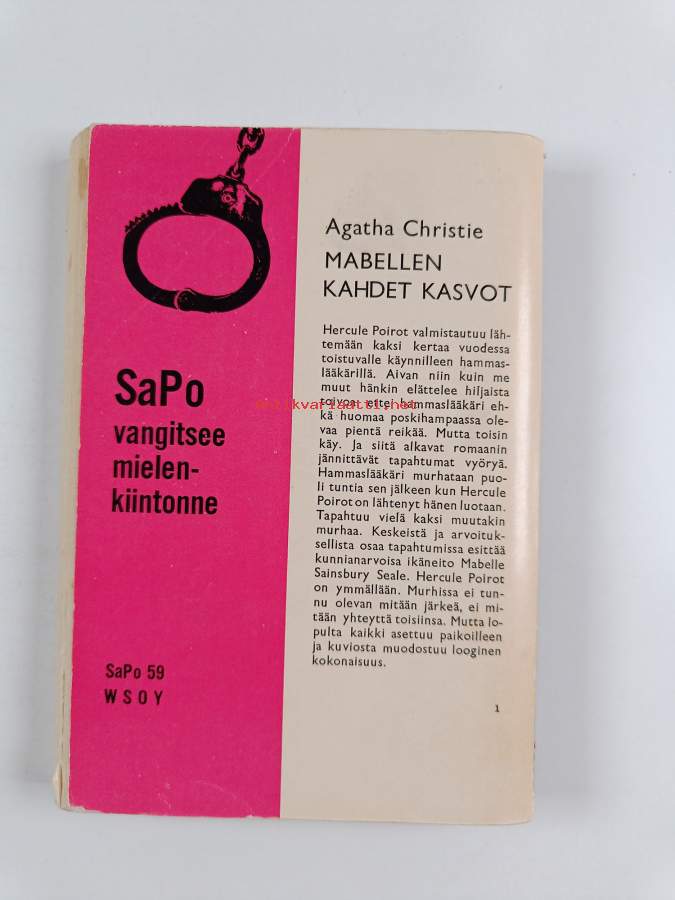 SaPo
vangitsee
mielen-
kiintonne
SaPo 59
WSOY
Agatha Christie
MABELLEN
KAHDET KASVOT
Hercule Poirot valmistautuu läh-
temään kaksi kertaa vuodessa
toistuvalle käynnilleen hammas-
lääkärillä. Aivan niin kuin me
muut hänkin elättelee hiljaista
toivoa ettei hammaslääkäri eh-
kä huomaa poskihampaassa ole-
vaa pientä reikää. Mutta toisin
käy. Ja siitä alkavat romaanin
jännittävät tapahtumat vyöryä.
Hammaslääkäri murhataan puo-
li tuntia sen jälkeen kun Hercule
Poirot on lähtenyt hänen luotaan.
Tapahtuu vielä kaksi muutakin
murhaa. Keskeistä ja arvoituk-
sellista osaa tapahtumissa esittää
kunnianarvoisa ikäneito Mabelle
Sainsbury Seale. Hercule Poirot
on ymmällään. Murhissa ei tun-
nu olevan mitään järkeä, ei mi-
tään yhteyttä toisiinsa. Mutta lo-
pulta kaikki asettuu paikoilleen
ja kuviosta muodostuu looginen
kokonaisuus.
1
antikvariaatti.net